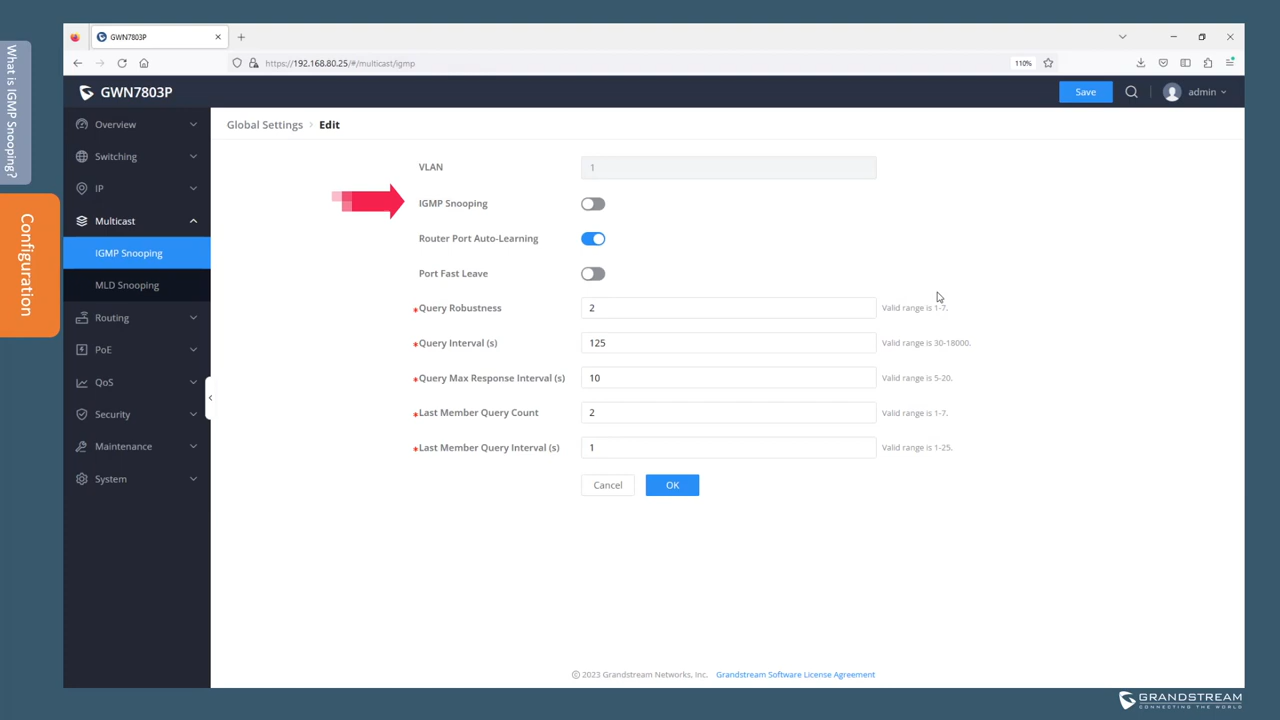 What is IGMP Snooping?
Configuration
GWN7803P
https://192.168.80.25/#/multicast/igmp
110%
GWN7803P
Save
admin
Overview
Switching
IP
Multicast
IGMP Snooping
MLD Snooping
Routing
PoE
QoS
Security
Maintenance
System
Global Settings > Edit
VLAN 1
IGMP Snooping
Router Port Auto-Learning
Port Fast Leave
*Query Robustness 2 Valid range is 1-7.
*Query Interval (s) 125 Valid range is 30-18000.
*Query Max Response Interval (s) 10 Valid range is 5-20.
*Last Member Query Count 2 Valid range is 1-7.
*Last Member Query Interval (s) 1 Valid range is 1-25.
Cancel OK
© 2023 Grandstream Networks, Inc. Grandstream Software License Agreement
GRANDSTREAM
CONNECTING THE WORLD